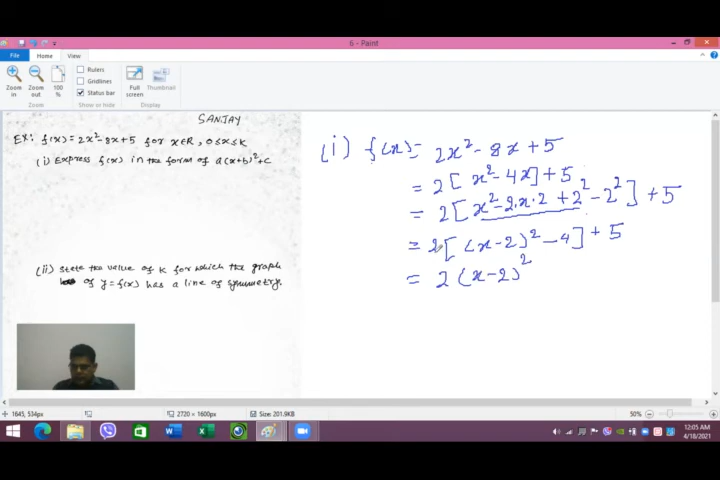 6 - Paint
File Home View
Zoom in Zoom out 100 % Rulers Gridlines Status bar Full screen Thumbnail
Zoom Show or hide Display
SANJAY
EX: f(x) = 2x²-8x+5 for x∈R, 0≤x≤K
(i) Express f(x) in the form of a(x+b)²+c
(ii) State the value of K for which the graph
of y=f(x) has a line of symmetry.
(i) f(x) = 2x² - 8x + 5
= 2[x² - 4x] + 5
= 2[x² - 2·x·2 + 2² - 2²] + 5
= 2[(x-2)² - 4] + 5
= 2(x-2)²
1645, 534px 2720 × 1600px Size: 201.9KB 50%
12:05 AM
4/18/2021